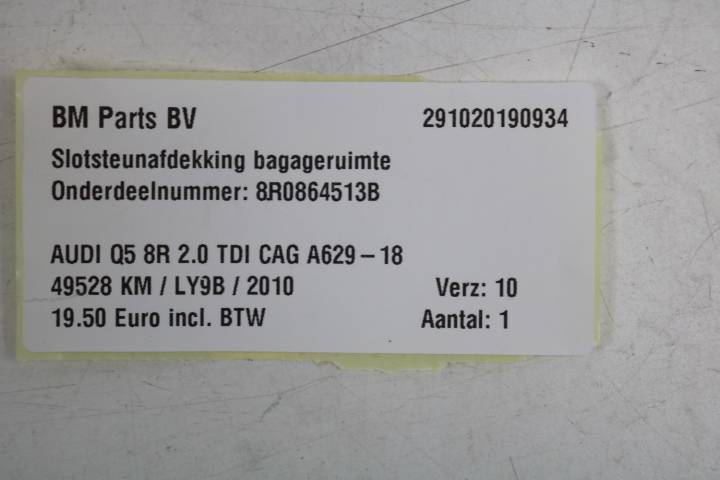 BM Parts BV 291020190934
Slotsteunafdekking bagageruimte
Onderdeelnummer: 8R0864513B
AUDI Q5 8R 2.0 TDI CAG A629-18
49528 KM / LY9B / 2010 Verz: 10
19.50 Euro incl. BTW Aantal: 1